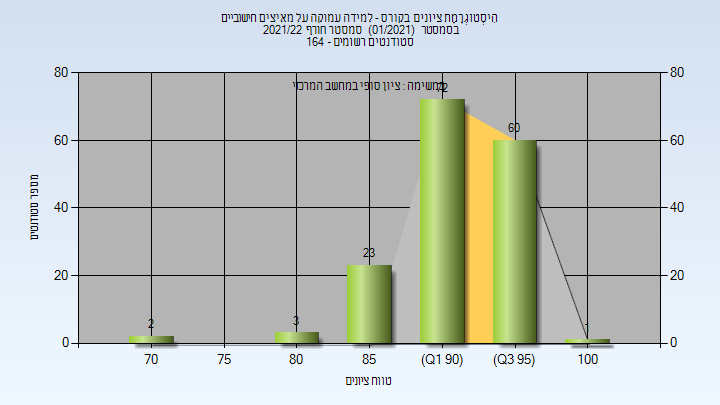 היסטוגרמת ציונים בקורס - למידה עמוקה על מאיצים חישוביים
בסמסטר (01/2021) סמסטר חורף 2021/22
סטודנטים רשומים - 164
משימה : ציון סופי במחשב המרכזי
80 80
60 60
40 40
20 20
0 0
2 3 23 72 60 1
70 75 80 85 (Q1 90) (Q3 95) 100
מספר סטודנטים
טווח ציונים